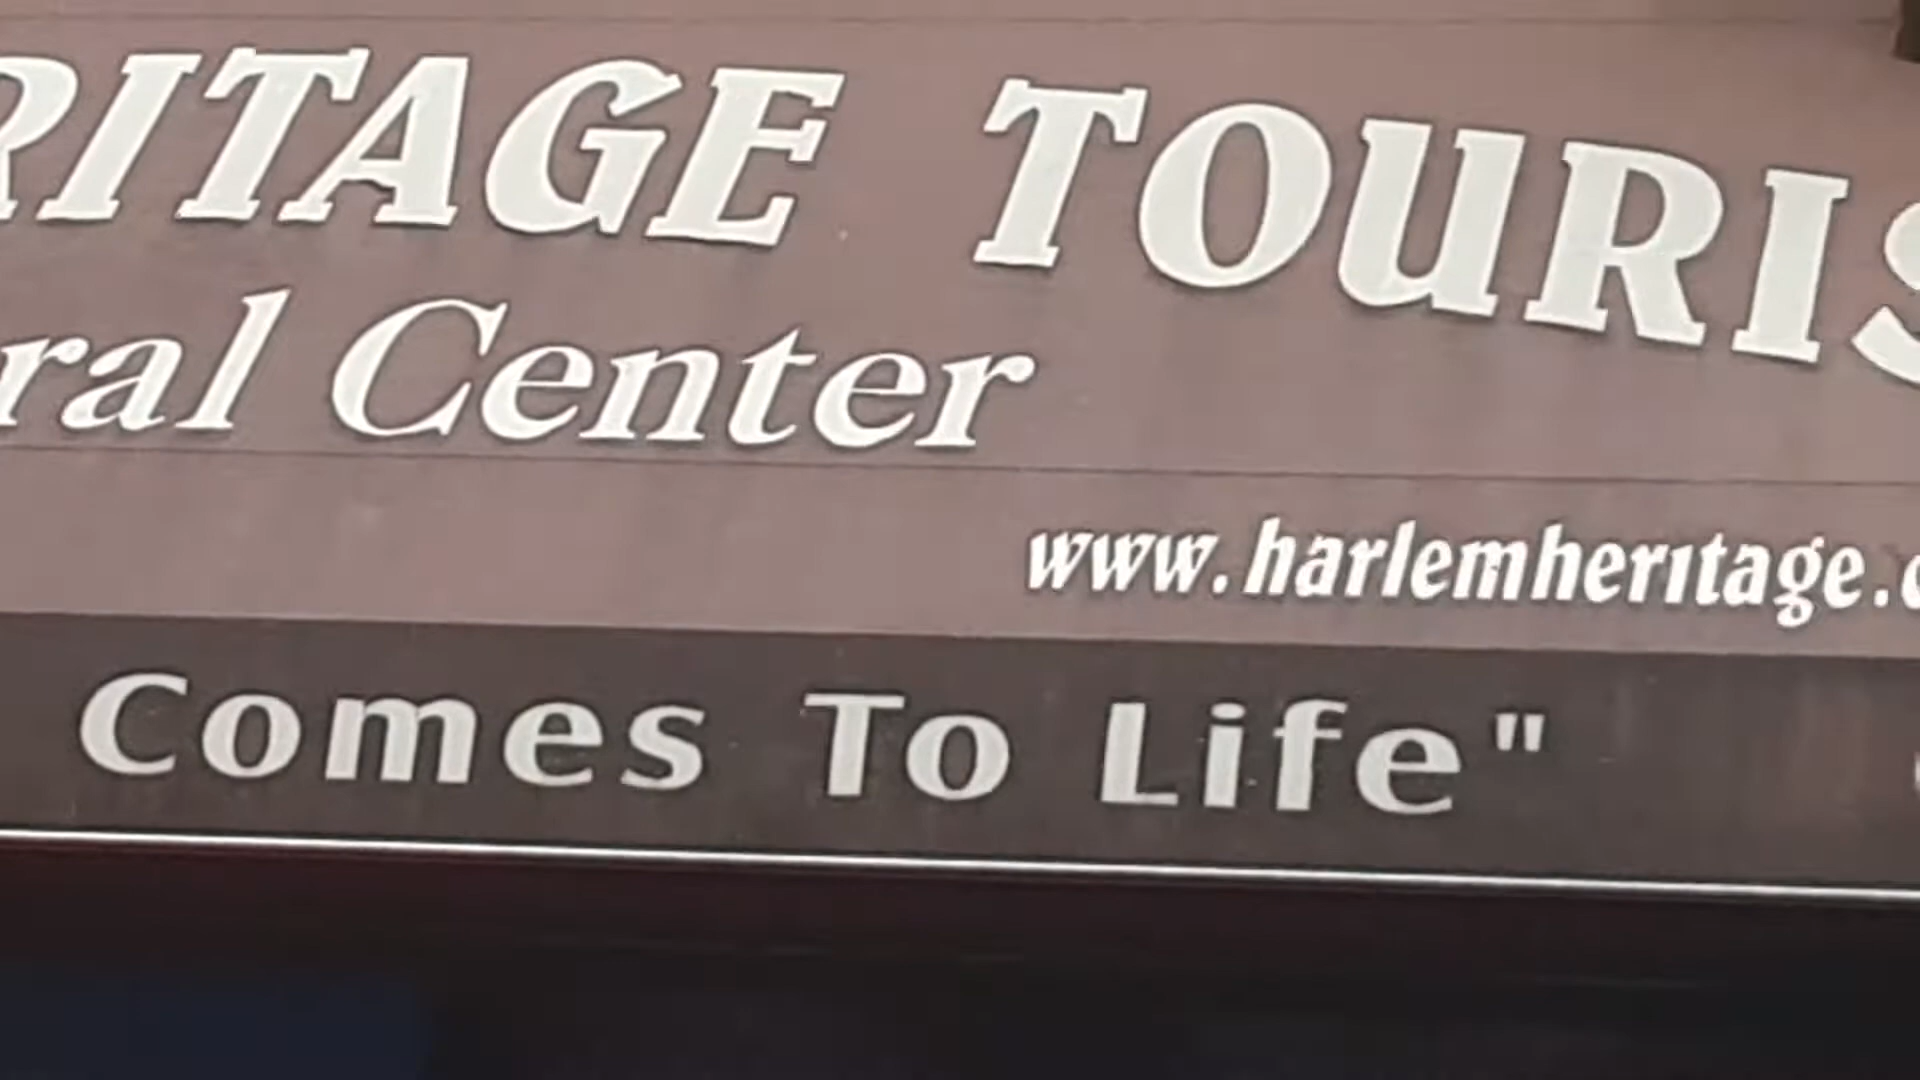 RITAGE TOURIS
ral Center
www.harlemheritage.c
Comes To Life"